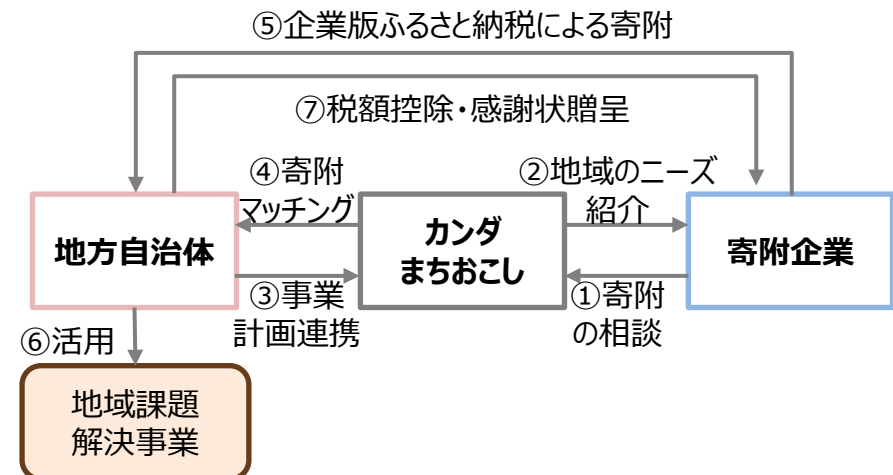 ⑤企業版ふるさと納税による寄附
⑦税額控除・感謝状贈呈
④寄附
マッチング
②地域のニーズ
紹介
地方自治体
カンダ
まちおこし
寄附企業
③事業
計画連携
①寄附
の相談
⑥活用
地域課題
解決事業